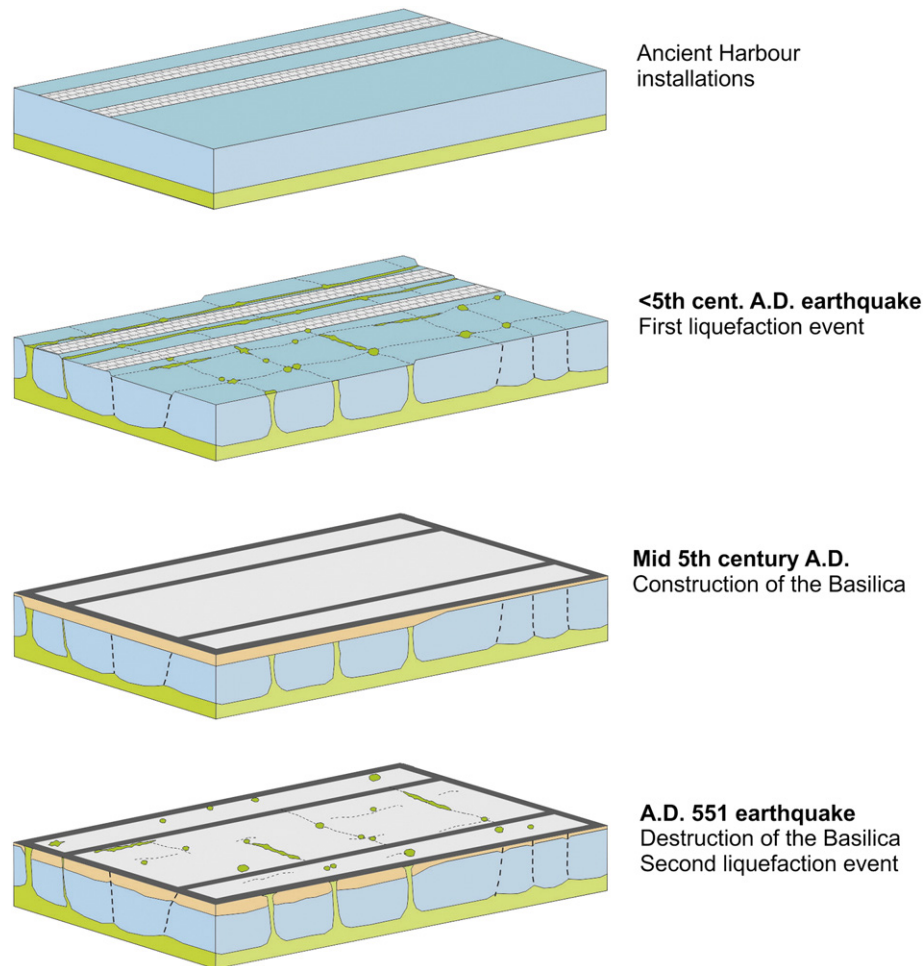 Ancient Harbour
installations
<5th cent. A.D. earthquake
First liquefaction event
Mid 5th century A.D.
Construction of the Basilica
A.D. 551 earthquake
Destruction of the Basilica
Second liquefaction event